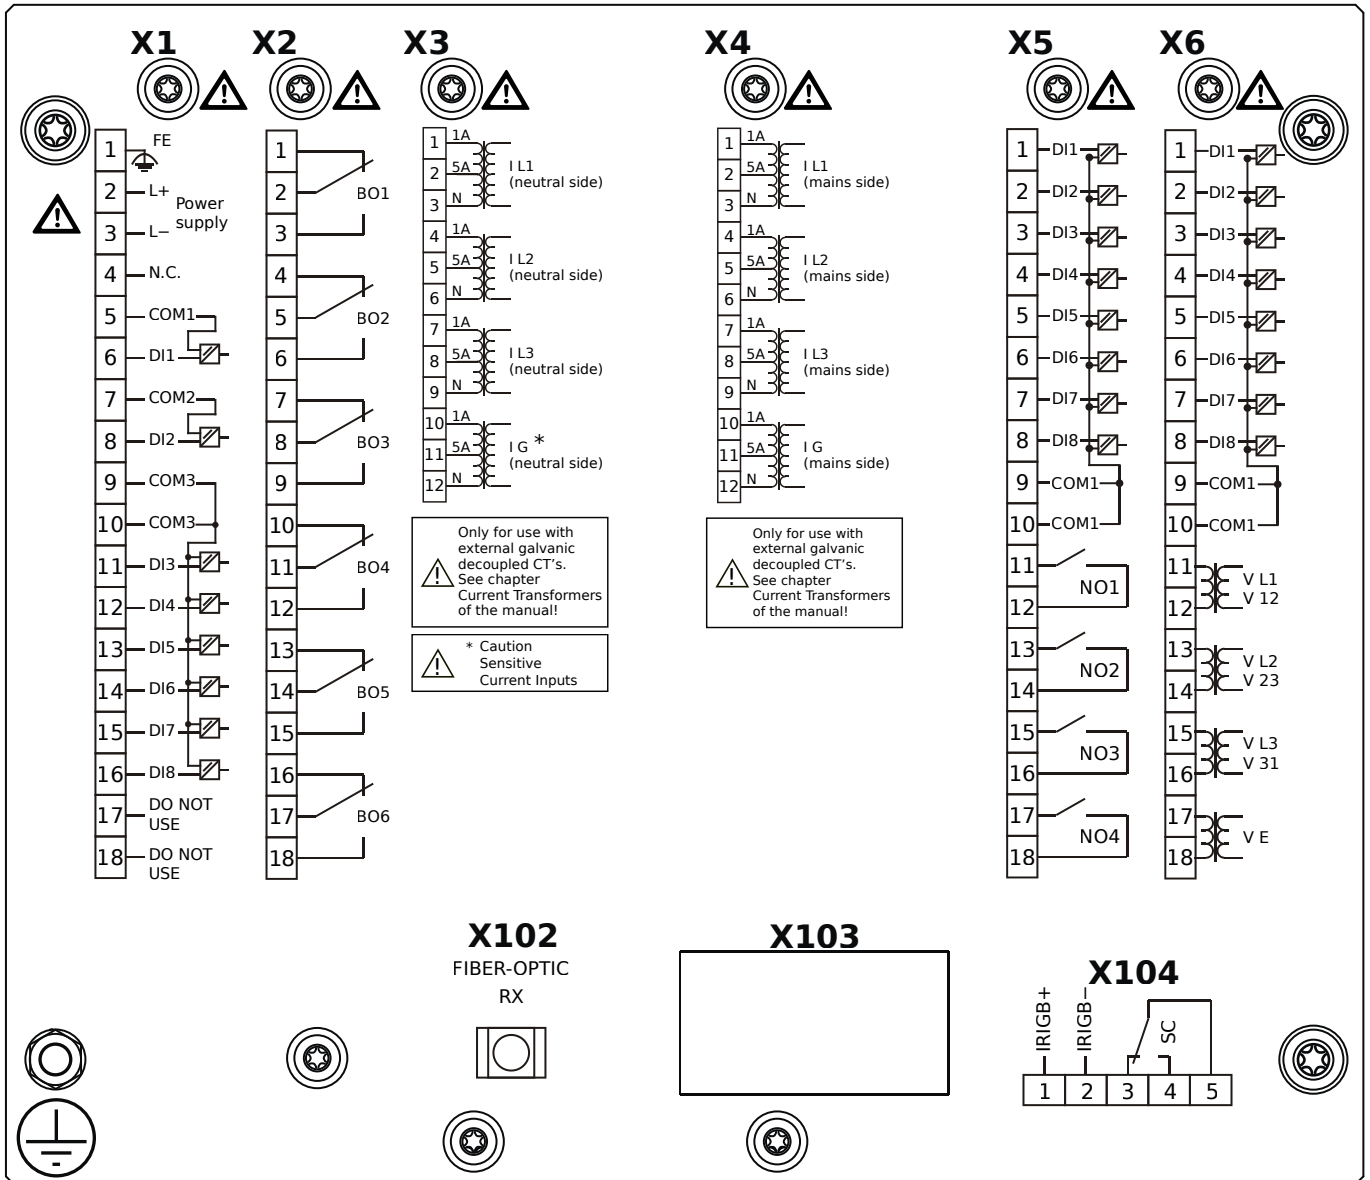 X1
1
FE
2
L+
Power
supply
3
L−
4
N.C.
5
COM1
6
DI1
7
COM2
8
DI2
9
COM3
10
COM3
11
DI3
12
DI4
13
DI5
14
DI6
15
DI7
16
DI8
17
DO NOT
USE
18
DO NOT
USE
X2
1
2
BO1
3
4
5
BO2
6
7
8
BO3
9
10
11
BO4
12
13
14
BO5
15
16
17
BO6
18
X3
1
1A
2
5A
3
N
I L1
(neutral side)
4
1A
5
5A
6
N
I L2
(neutral side)
7
1A
8
5A
9
N
I L3
(neutral side)
10
1A
11
5A
12
N
I G *
(neutral side)
Only for use with
external galvanic
decoupled CT's.
See chapter
Current Transformers
of the manual!
* Caution
Sensitive
Current Inputs
X4
1
1A
2
5A
3
N
I L1
(mains side)
4
1A
5
5A
6
N
I L2
(mains side)
7
1A
8
5A
9
N
I L3
(mains side)
10
1A
11
5A
12
N
I G
(mains side)
Only for use with
external galvanic
decoupled CT's.
See chapter
Current Transformers
of the manual!
X5
1
DI1
2
DI2
3
DI3
4
DI4
5
DI5
6
DI6
7
DI7
8
DI8
9
COM1
10
COM1
11
12
NO1
13
14
NO2
15
16
NO3
17
18
NO4
X6
1
DI1
2
DI2
3
DI3
4
DI4
5
DI5
6
DI6
7
DI7
8
DI8
9
COM1
10
COM1
11
12
V L1
V 12
13
14
V L2
V 23
15
16
V L3
V 31
17
18
V E
X102
FIBER-OPTIC
RX
X103
X104
IRIGB+
IRIGB−
SC
1
2
3
4
5